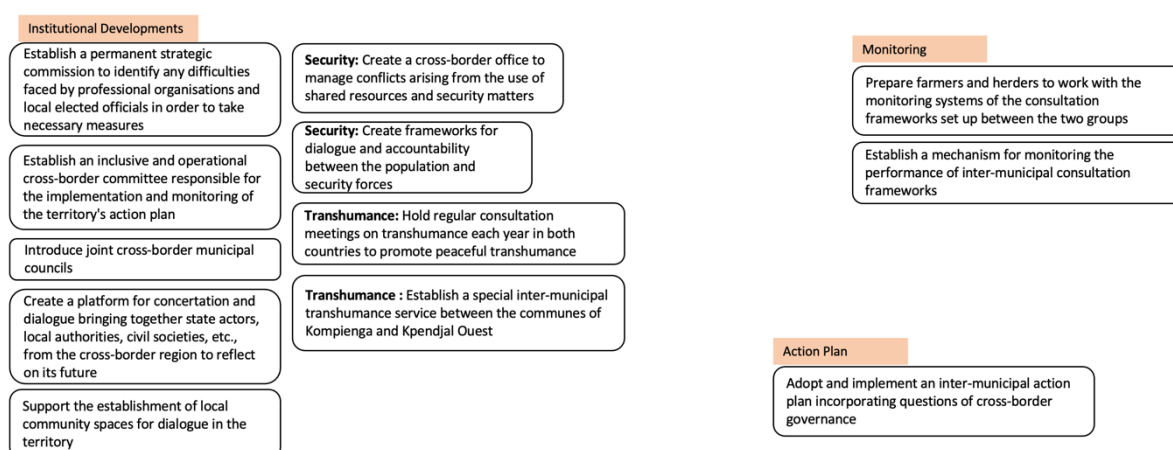 Institutional Developments
Establish a permanent strategic
commission to identify any difficulties
faced by professional organisations and
local elected officials in order to take
necessary measures
Establish an inclusive and operational
cross-border committee responsible for
the implementation and monitoring of
the territory's action plan
Introduce joint cross-border municipal
councils
Create a platform for concertation and
dialogue bringing together state actors,
local authorities, civil societies, etc.,
from the cross-border region to reflect
on its future
Support the establishment of local
community spaces for dialogue in the
territory
Security: Create a cross-border office to
manage conflicts arising from the use of
shared resources and security matters
Security: Create frameworks for
dialogue and accountability
between the population and
security forces
Transhumance: Hold regular consultation
meetings on transhumance each year in both
countries to promote peaceful transhumance
Transhumance : Establish a special inter-municipal
transhumance service between the communes of
Kompienga and Kpendjal Ouest
Monitoring
Prepare farmers and herders to work with the
monitoring systems of the consultation
frameworks set up between the two groups
Establish a mechanism for monitoring the
performance of inter-municipal consultation
frameworks
Action Plan
Adopt and implement an inter-municipal action
plan incorporating questions of cross-border
governance